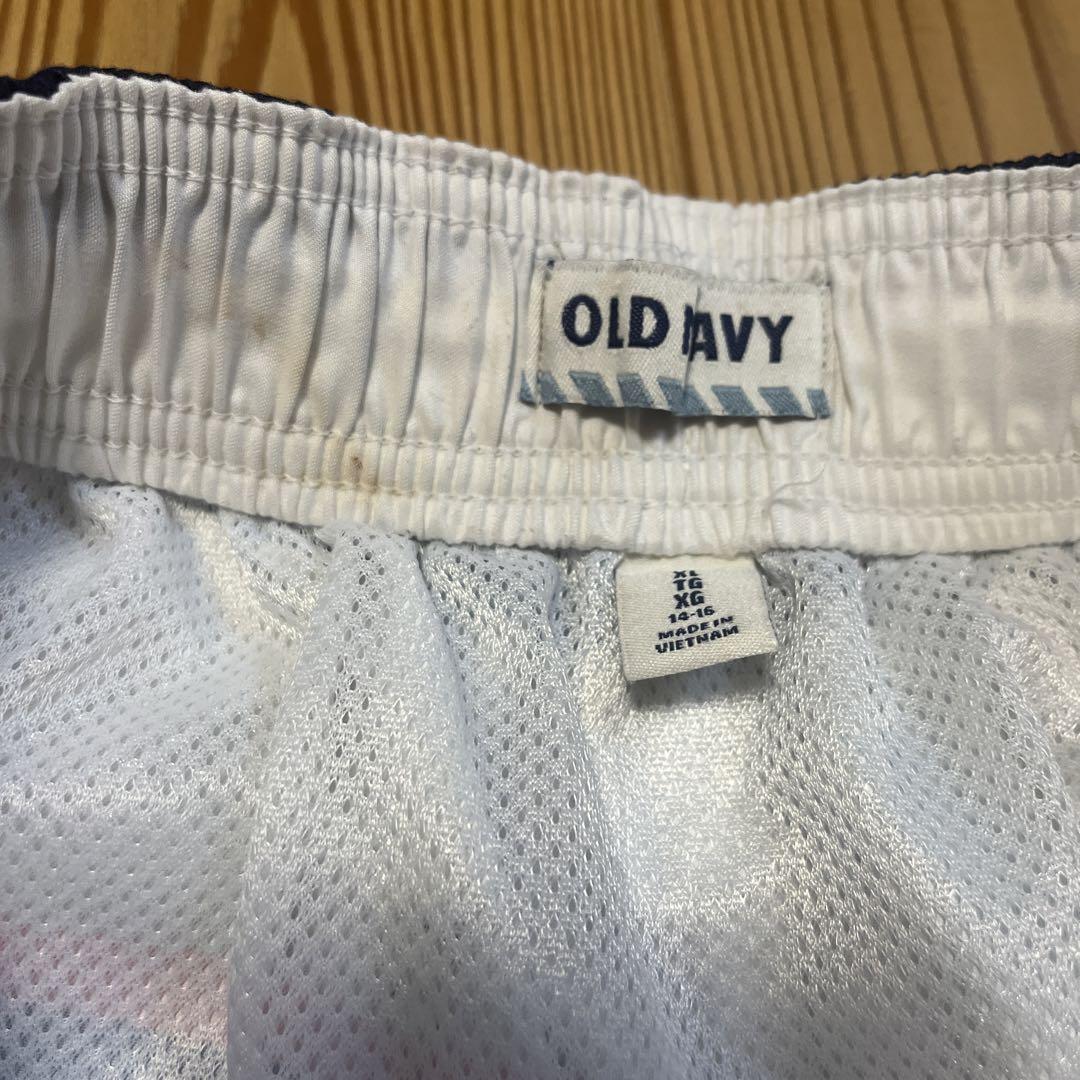 OLD NAVY
XL
TG
XG
14-16
MADE IN
VIETNAM